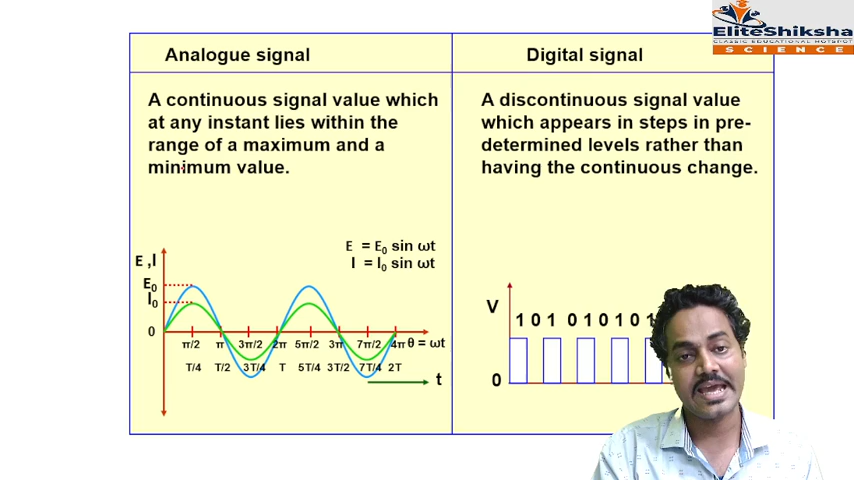 EliteShiksha
CLASSIC EDUCATIONAL HOTSPOT
SCIENCE
Analogue signal
Digital signal
A continuous signal value which
at any instant lies within the
range of a maximum and a
minimum value.
A discontinuous signal value
which appears in steps in pre-
determined levels rather than
having the continuous change.
E = E₀ sin ωt
I = I₀ sin ωt
E ,I
E₀
I₀
0
π/2 π 3π/2 2π 5π/2 3π 7π/2 4π θ = ωt
T/4 T/2 3T/4 T 5T/4 3T/2 7T/4 2T
t
V
1 0 1 0 1 0 1 0 1
0